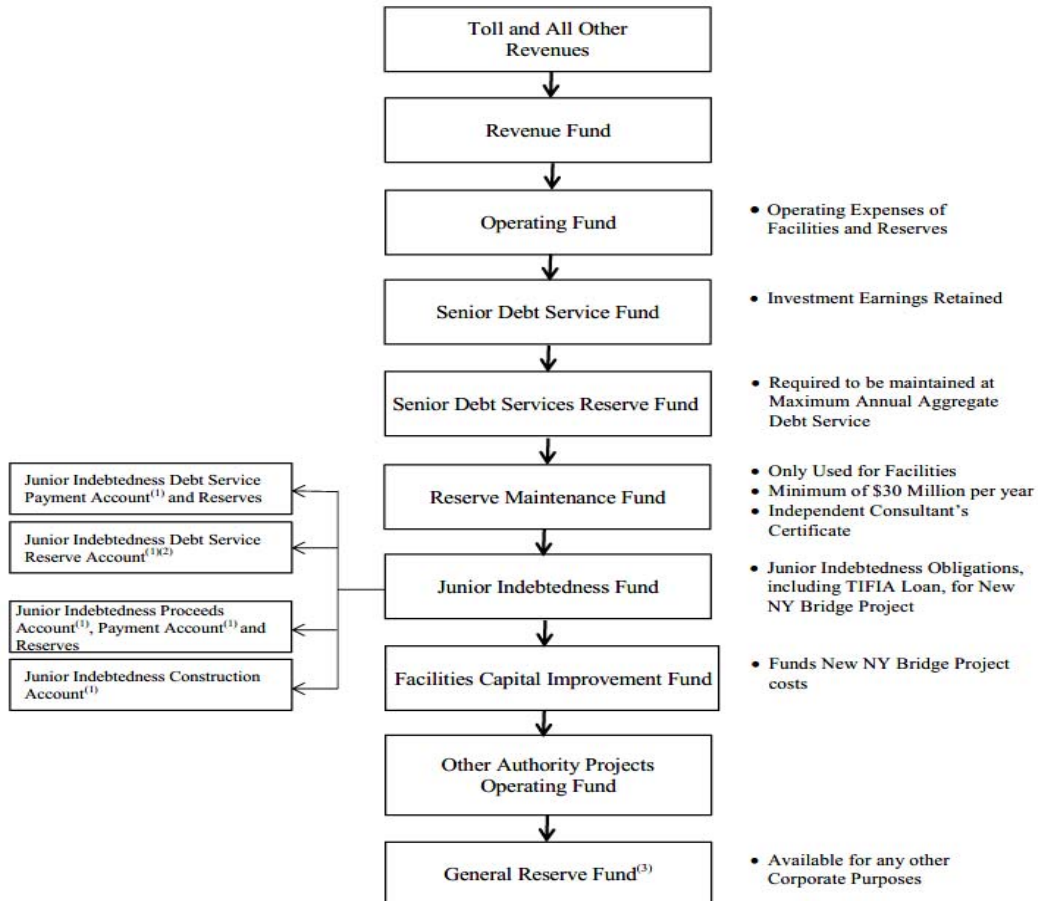 Toll and All Other
Revenues
Revenue Fund
Operating Fund
• Operating Expenses of
Facilities and Reserves
Senior Debt Service Fund
• Investment Earnings Retained
Senior Debt Services Reserve Fund
• Required to be maintained at
Maximum Annual Aggregate
Debt Service
Reserve Maintenance Fund
• Only Used for Facilities
• Minimum of $30 Million per year
• Independent Consultant's
Certificate
Junior Indebtedness Debt Service
Payment Account(1) and Reserves
Junior Indebtedness Debt Service
Reserve Account(1)(2)
Junior Indebtedness Fund
• Junior Indebtedness Obligations,
including TIFIA Loan, for New
NY Bridge Project
Junior Indebtedness Proceeds
Account(1), Payment Account(1) and
Reserves
Junior Indebtedness Construction
Account(1)
Facilities Capital Improvement Fund
• Funds New NY Bridge Project
costs
Other Authority Projects
Operating Fund
General Reserve Fund(3)
• Available for any other
Corporate Purposes